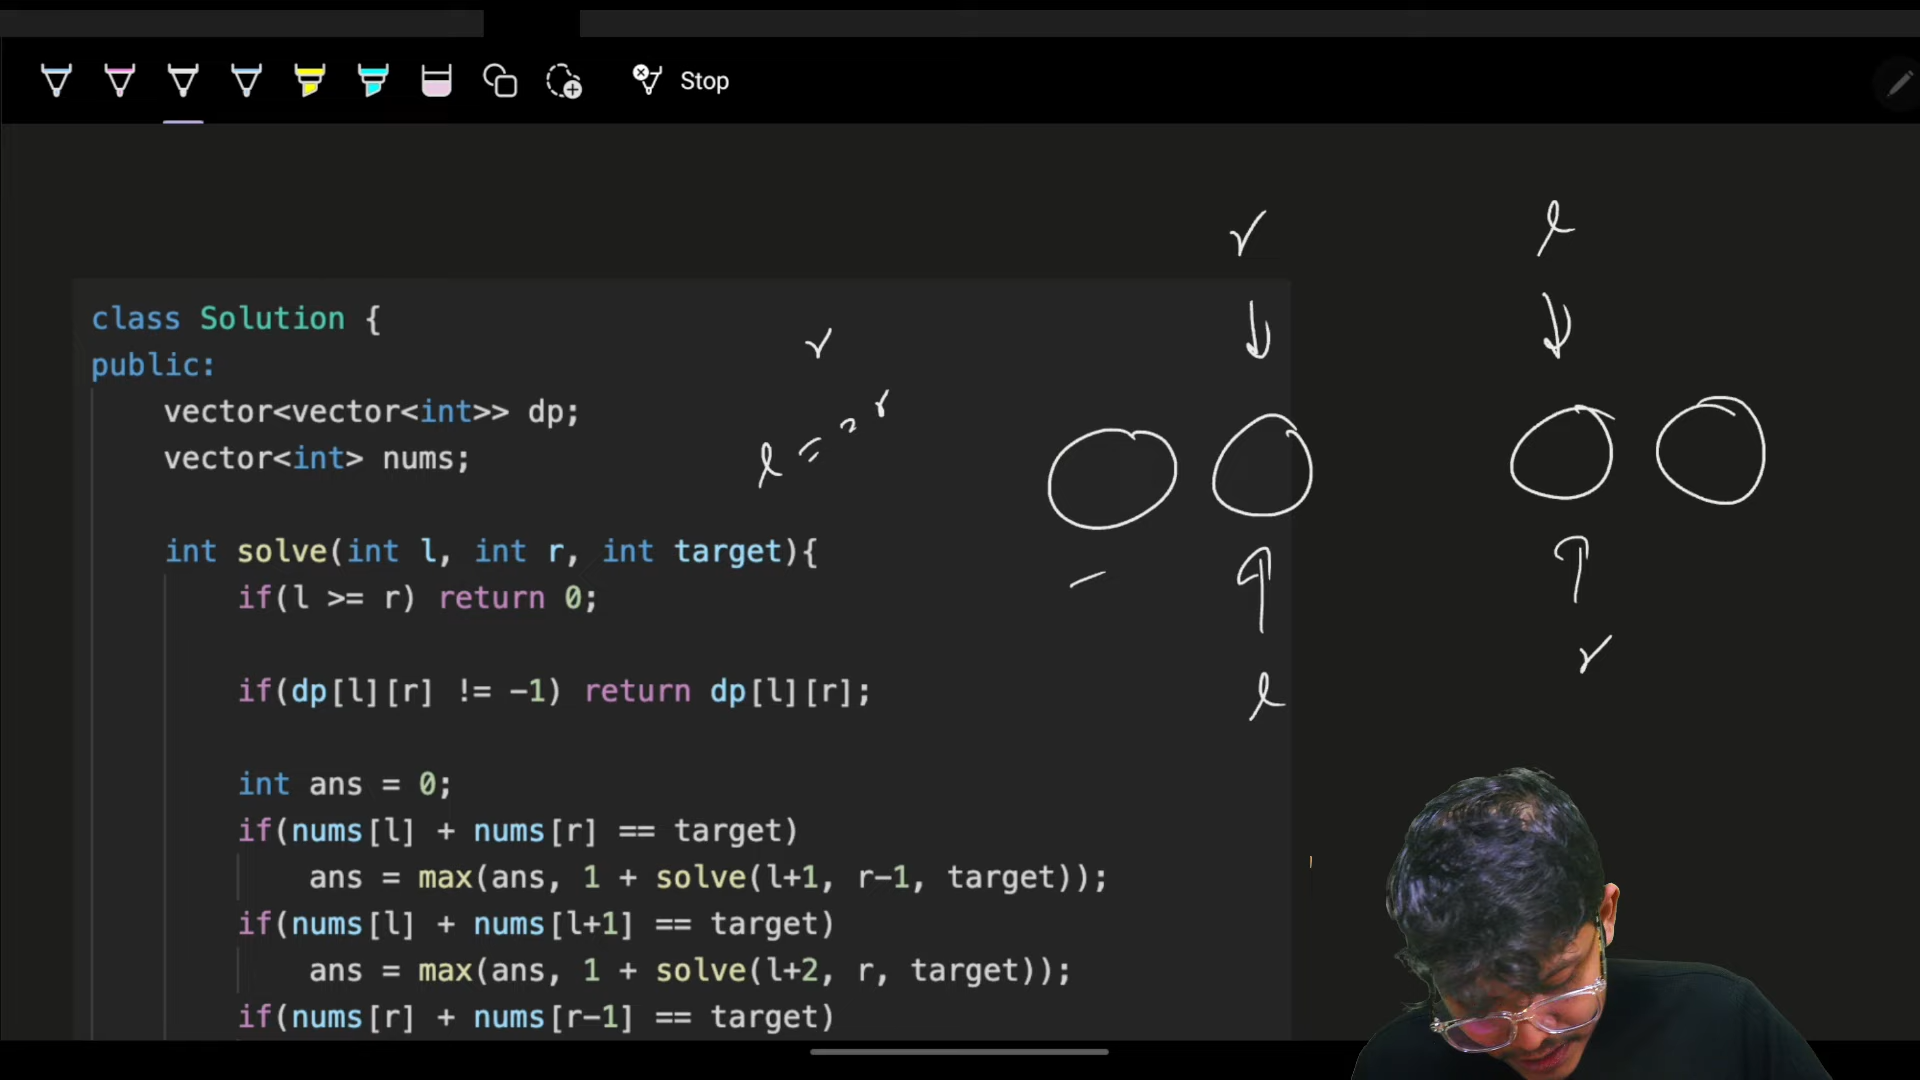 Stop
r
l
class Solution {
public:
r
vector<vector<int>> dp;
r
vector<int> nums;
l =
int solve(int l, int r, int target){
if(l >= r) return 0;
r
if(dp[l][r] != -1) return dp[l][r];
l
int ans = 0;
if(nums[l] + nums[r] == target)
ans = max(ans, 1 + solve(l+1, r-1, target));
if(nums[l] + nums[l+1] == target)
ans = max(ans, 1 + solve(l+2, r, target));
if(nums[r] + nums[r-1] == target)